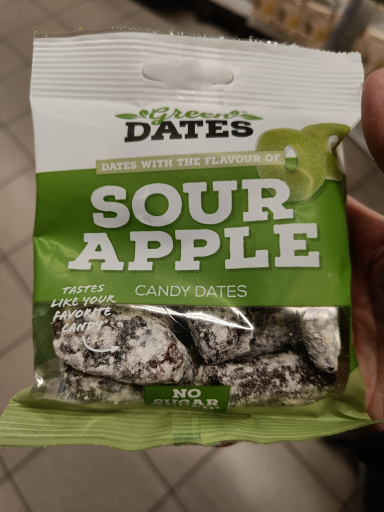 Green
DATES
DATES WITH THE FLAVOUR OF
SOUR
APPLE
CANDY DATES
TASTES
LIKE YOUR
FAVORITE
CANDY
NO
SUGAR